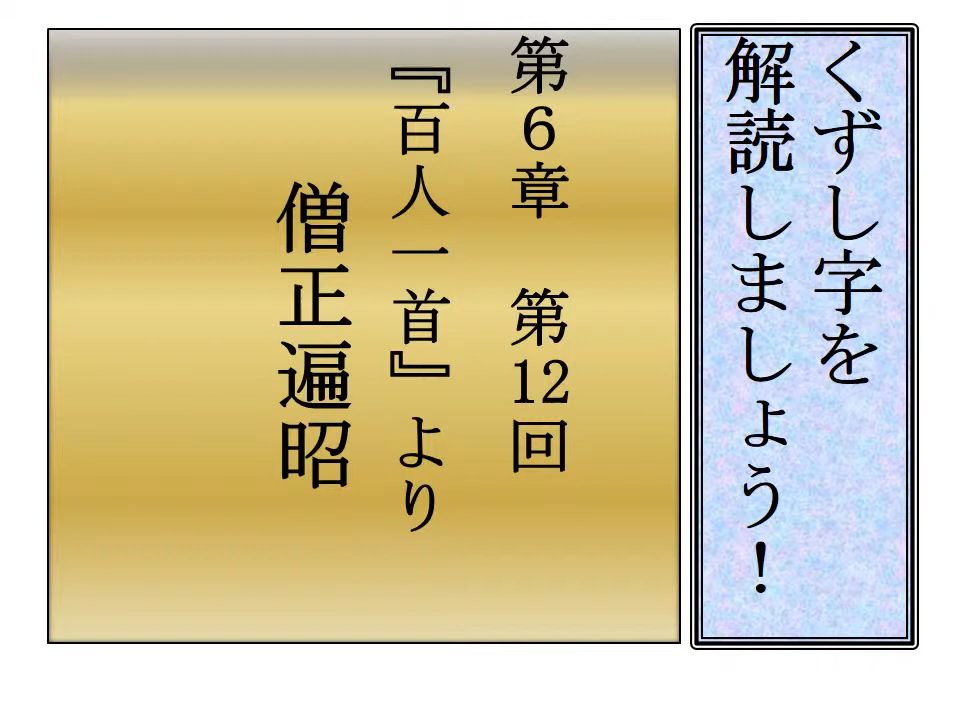 くずし字を
解読しましょう！
第６章　第12回
『百人一首』より
僧正遍昭